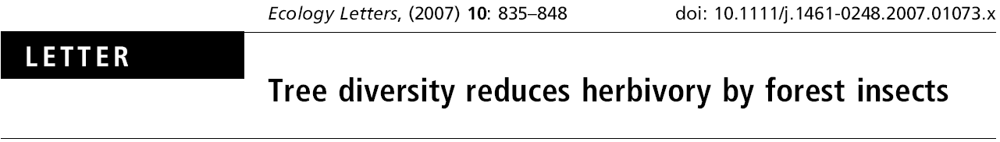 Ecology Letters, (2007) 10: 835–848 doi: 10.1111/j.1461-0248.2007.01073.x
LETTER
Tree diversity reduces herbivory by forest insects